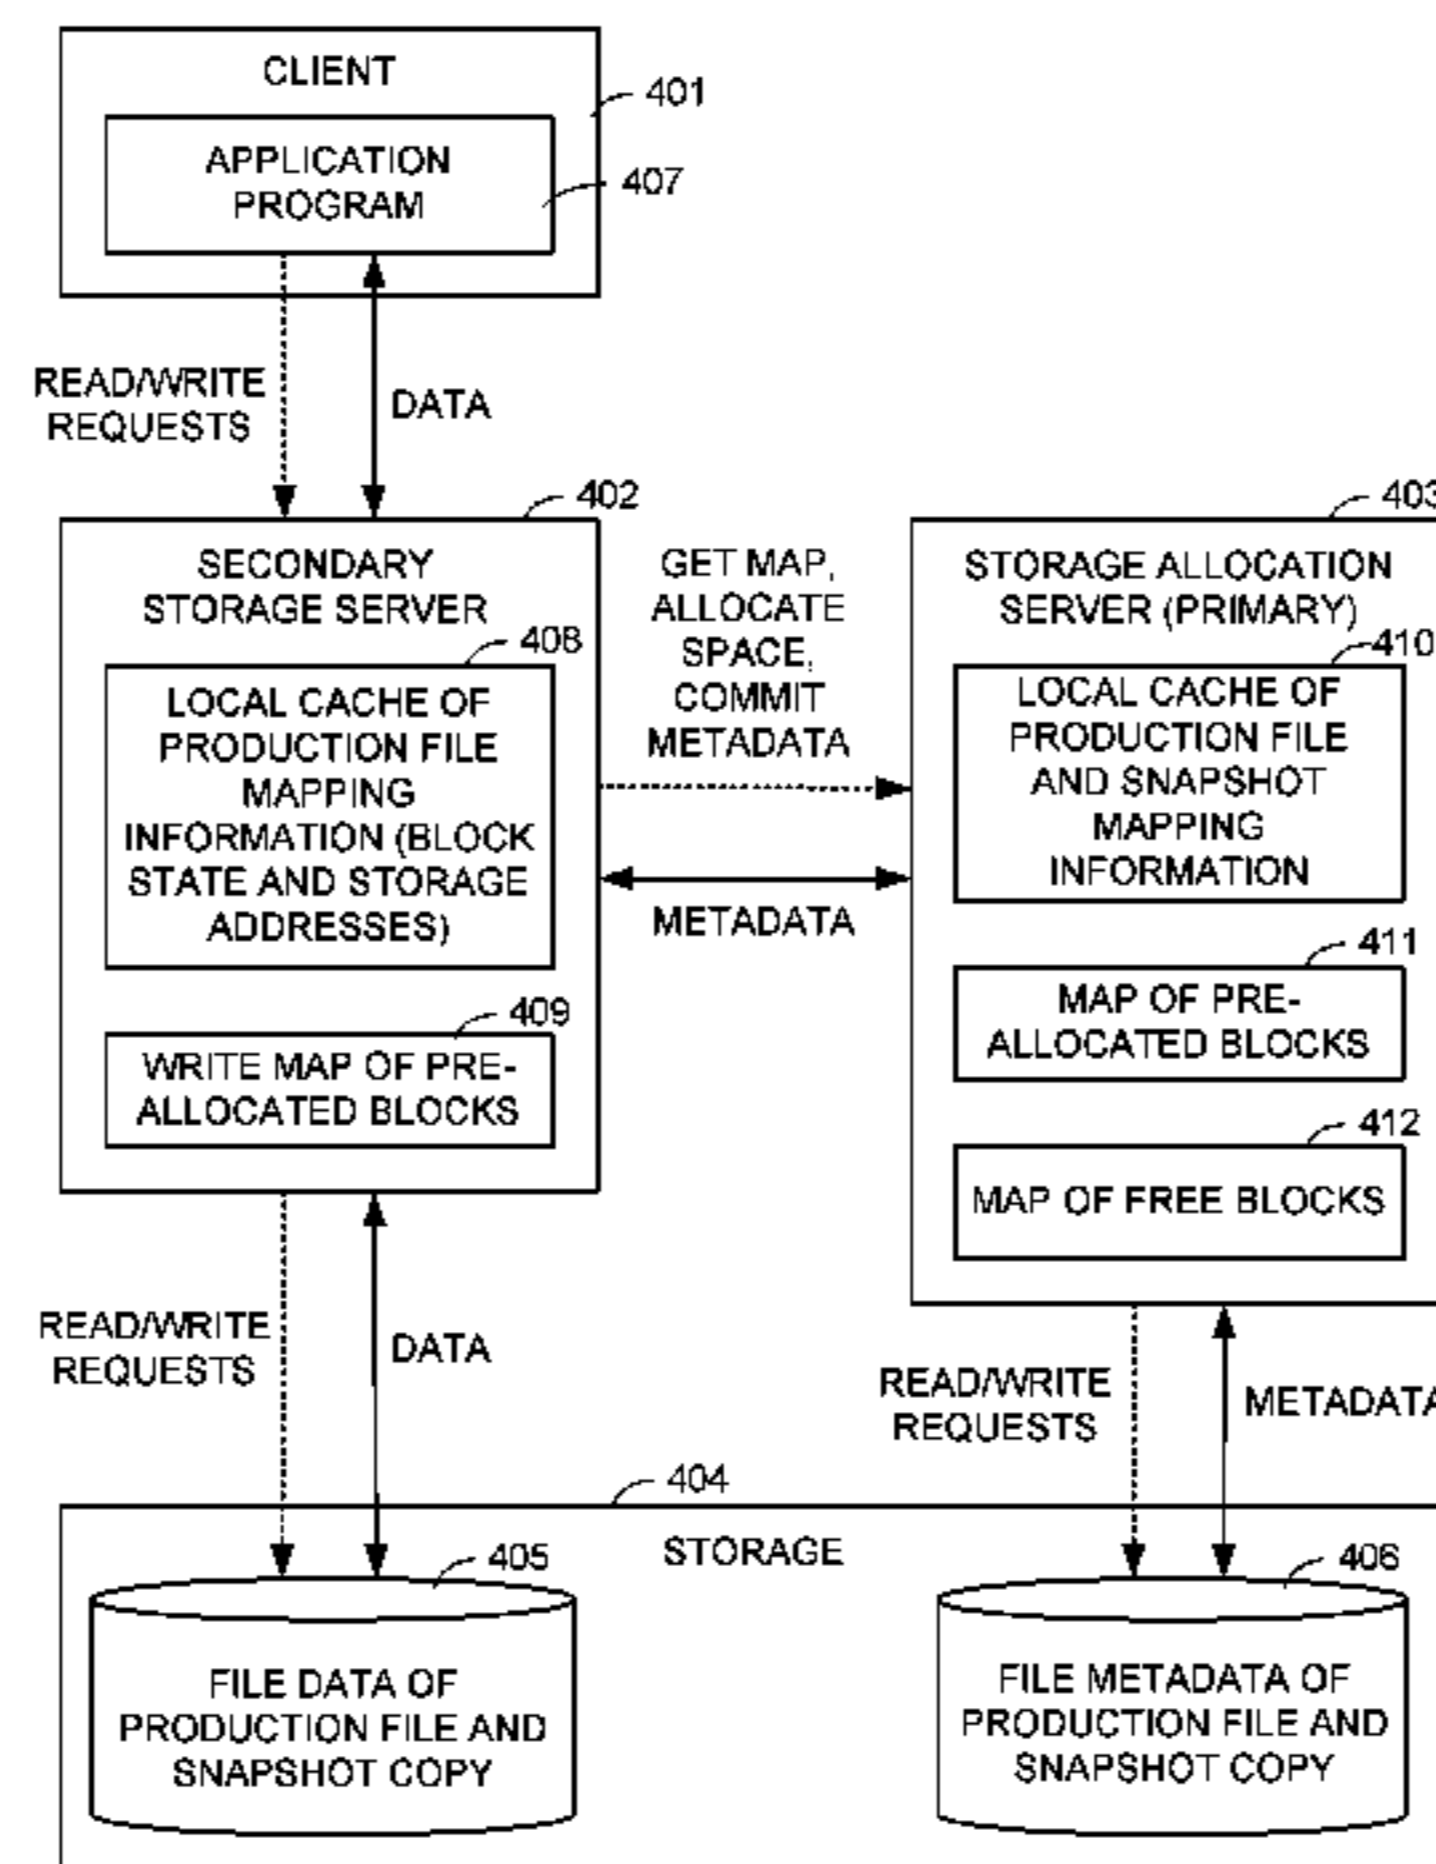 CLIENT
401
APPLICATION
PROGRAM
407
READ/WRITE
REQUESTS
DATA
402
SECONDARY
STORAGE SERVER
408
LOCAL CACHE OF
PRODUCTION FILE
MAPPING
INFORMATION (BLOCK
STATE AND STORAGE
ADDRESSES)
409
WRITE MAP OF PRE-
ALLOCATED BLOCKS
GET MAP,
ALLOCATE
SPACE,
COMMIT
METADATA
METADATA
403
STORAGE ALLOCATION
SERVER (PRIMARY)
410
LOCAL CACHE OF
PRODUCTION FILE
AND SNAPSHOT
MAPPING
INFORMATION
411
MAP OF PRE-
ALLOCATED BLOCKS
412
MAP OF FREE BLOCKS
READ/WRITE
REQUESTS
DATA
READ/WRITE
REQUESTS
METADATA
404
STORAGE
405
FILE DATA OF
PRODUCTION FILE AND
SNAPSHOT COPY
406
FILE METADATA OF
PRODUCTION FILE AND
SNAPSHOT COPY